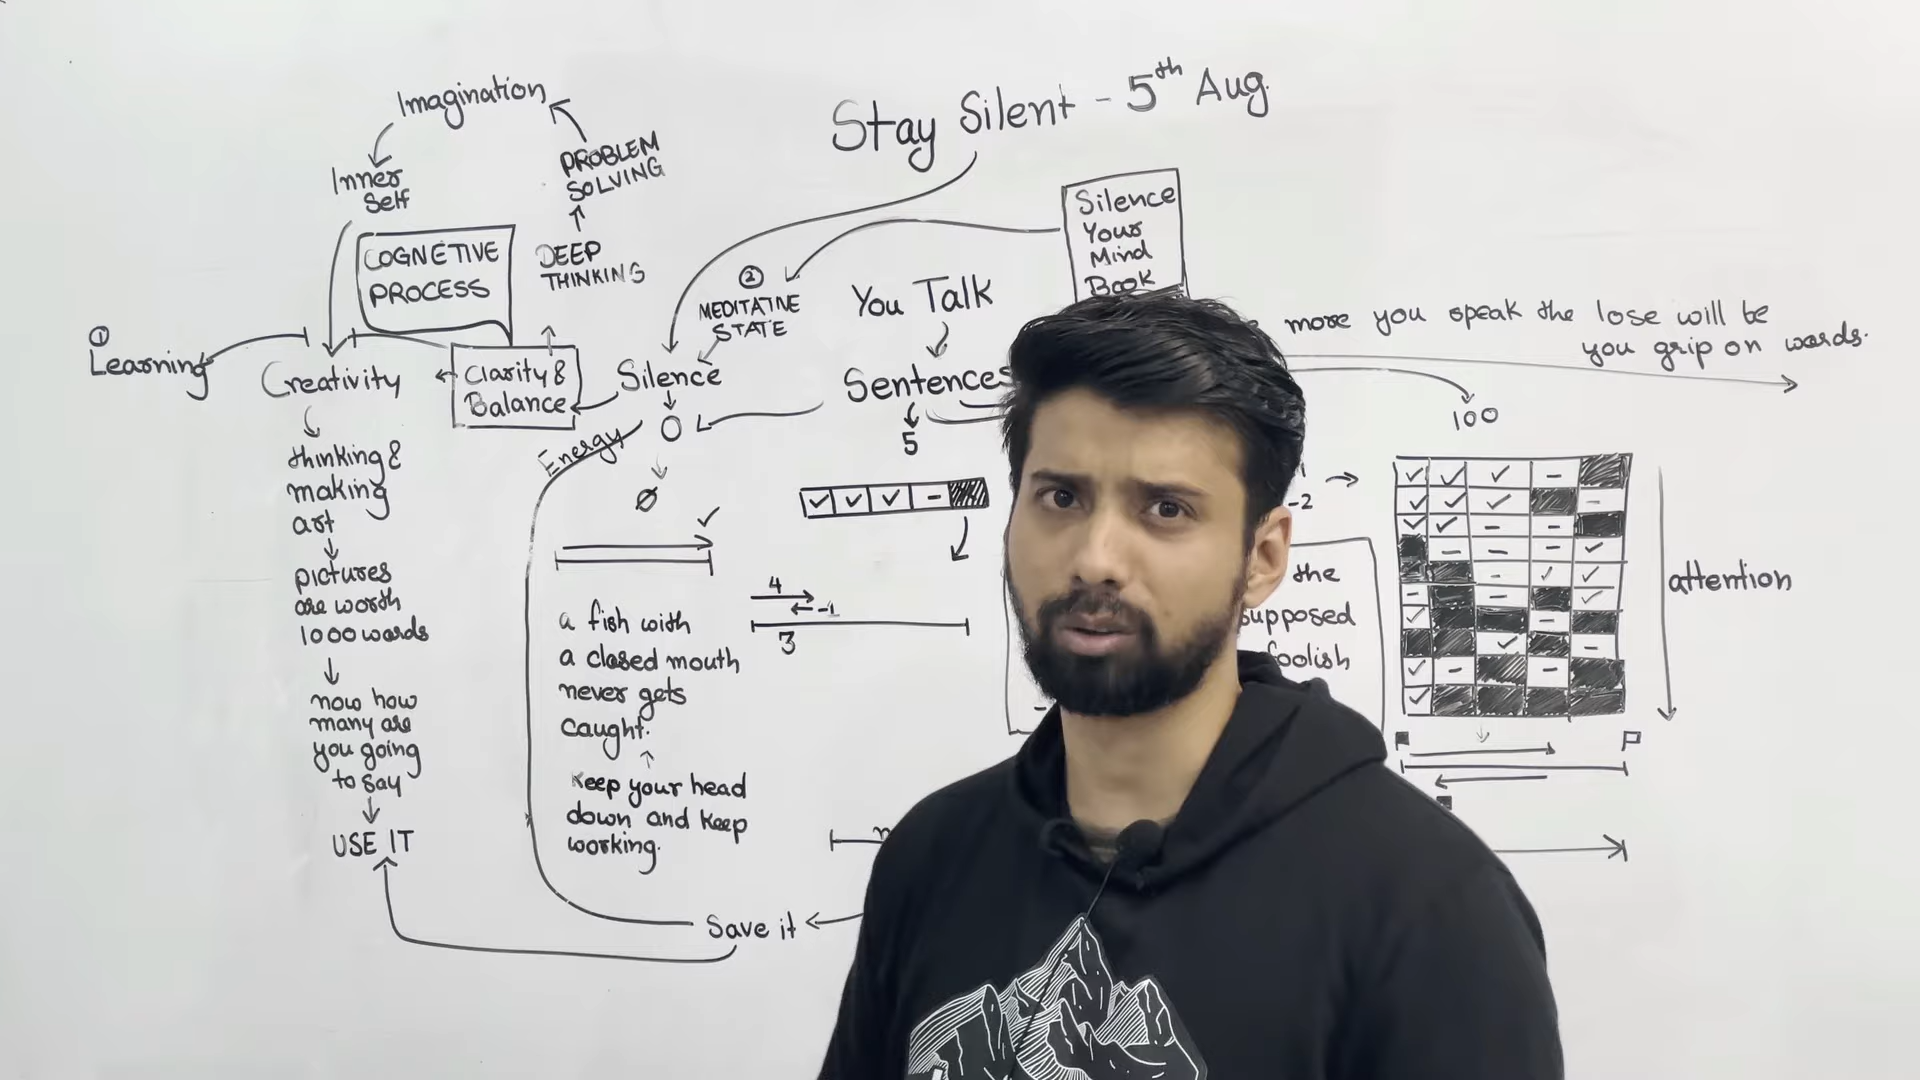 Stay Silent - 5th Aug.
Imagination
Inner
Self
PROBLEM
SOLVING
DEEP
THINKING
COGNETIVE
PROCESS
① Learning
Creativity
Clarity &
Balance
② MEDITATIVE
STATE
Silence
Your
Mind
Book
Silence
O
Ø
Energy
You Talk
Sentences
5
more you speak the lose will be
you grip on words.
100
thinking &
making
art
pictures
are worth
1000 words
now how
many are
you going
to say
USE IT
a fish with
a closed mouth
never gets
caught.
Keep your head
down and keep
working.
Save it
4
-1
3
-2
the
supposed
foolish
attention